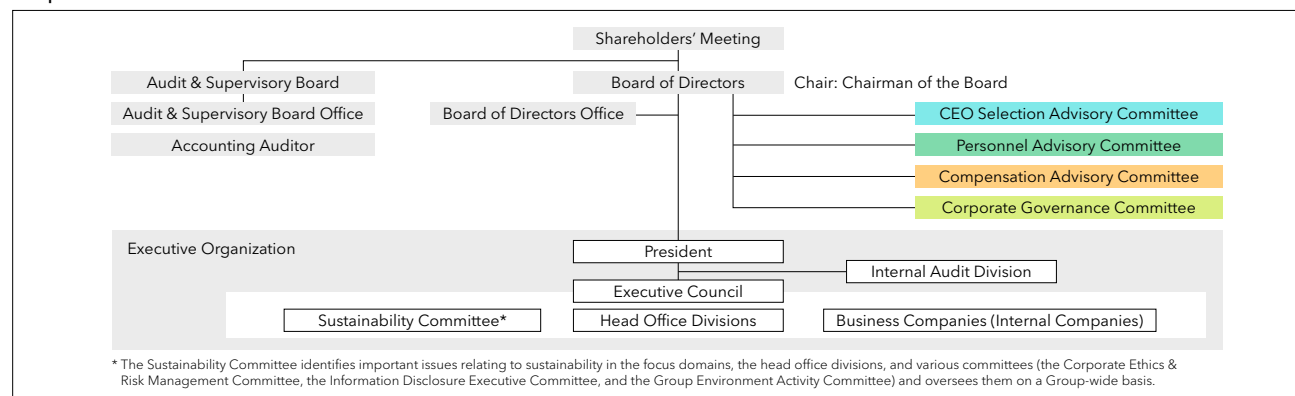 Shareholders' Meeting
Audit & Supervisory Board
Board of Directors
Chair: Chairman of the Board
Audit & Supervisory Board Office
Board of Directors Office
CEO Selection Advisory Committee
Accounting Auditor
Personnel Advisory Committee
Compensation Advisory Committee
Corporate Governance Committee
Executive Organization
President
Internal Audit Division
Executive Council
Sustainability Committee*
Head Office Divisions
Business Companies (Internal Companies)
* The Sustainability Committee identifies important issues relating to sustainability in the focus domains, the head office divisions, and various committees (the Corporate Ethics &
Risk Management Committee, the Information Disclosure Executive Committee, and the Group Environment Activity Committee) and oversees them on a Group-wide basis.